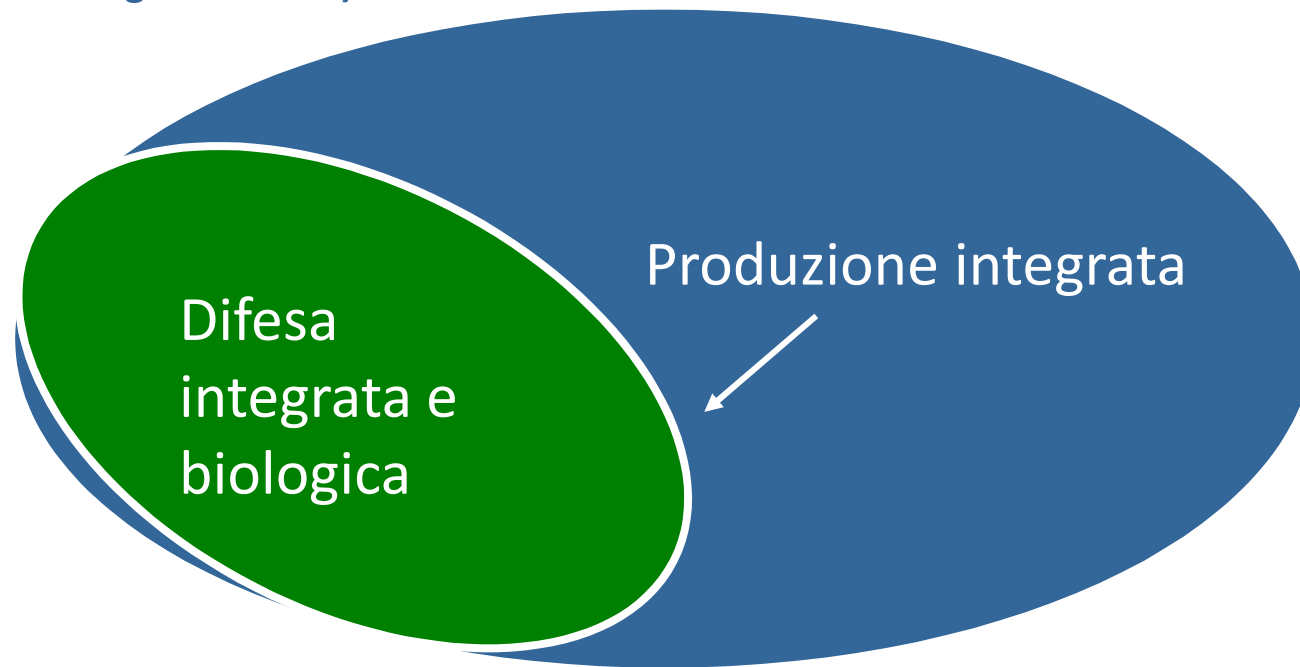 Produzione integrata
Difesa
integrata e
biologica